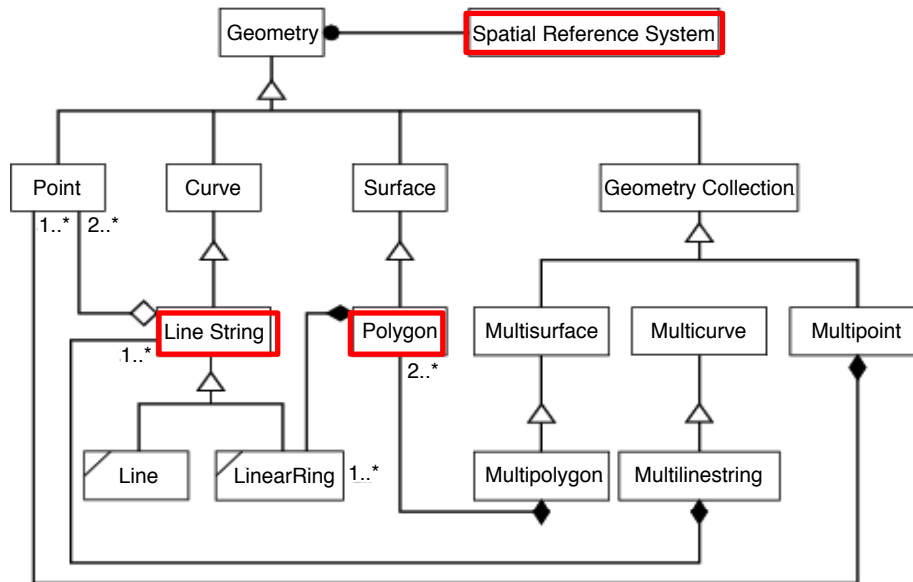 Geometry
Spatial Reference System
Point
Curve
Surface
Geometry Collection
1..*
2..*
Line String
Polygon
Multisurface
Multicurve
Multipoint
1..*
2..*
Line
LinearRing
1..*
Multipolygon
Multilinestring